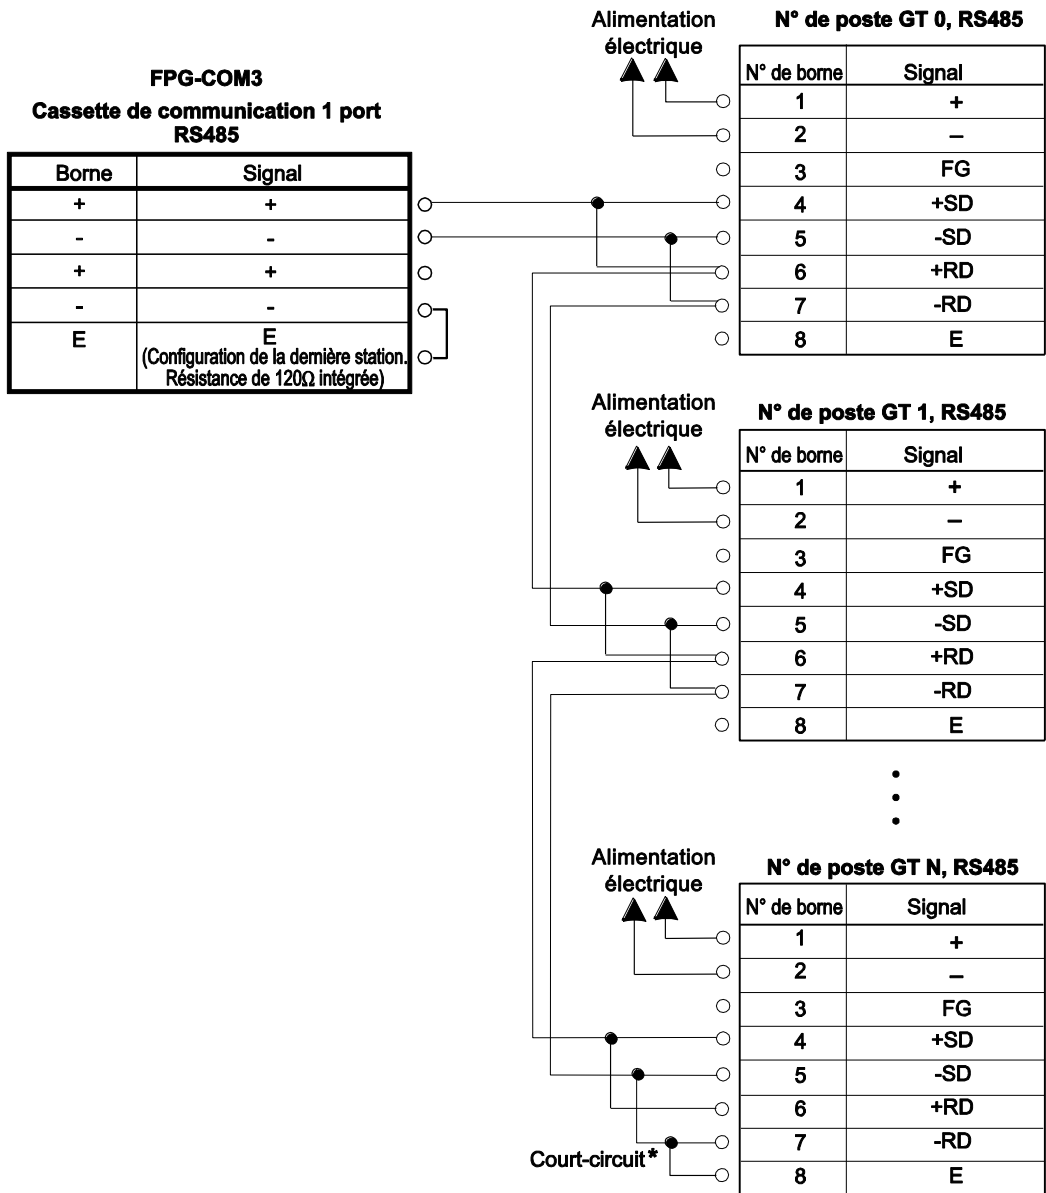 FPG-COM3
Cassette de communication 1 port
RS485
Borne Signal
+ +
- -
+ +
- -
E E
(Configuration de la dernière station.
Résistance de 120Ω intégrée)
Alimentation
électrique
N° de poste GT 0, RS485
N° de borne Signal
1 +
2 –
3 FG
4 +SD
5 -SD
6 +RD
7 -RD
8 E
Alimentation
électrique
N° de poste GT 1, RS485
N° de borne Signal
1 +
2 –
3 FG
4 +SD
5 -SD
6 +RD
7 -RD
8 E
Alimentation
électrique
N° de poste GT N, RS485
N° de borne Signal
1 +
2 –
3 FG
4 +SD
5 -SD
6 +RD
7 -RD
8 E
Court-circuit*